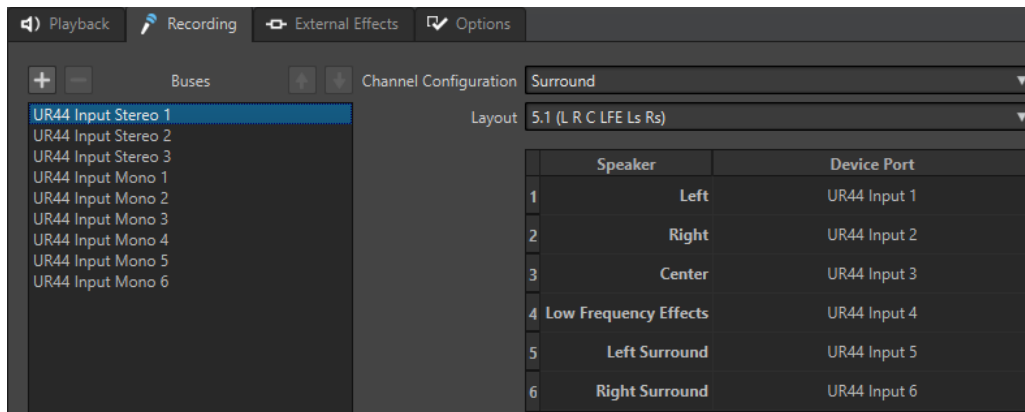 Playback Recording External Effects Options
Buses
Channel Configuration Surround
Layout 5.1 (L R C LFE Ls Rs)
UR44 Input Stereo 1
UR44 Input Stereo 2
UR44 Input Stereo 3
UR44 Input Mono 1
UR44 Input Mono 2
UR44 Input Mono 3
UR44 Input Mono 4
UR44 Input Mono 5
UR44 Input Mono 6
Speaker Device Port
1 Left UR44 Input 1
2 Right UR44 Input 2
3 Center UR44 Input 3
4 Low Frequency Effects UR44 Input 4
5 Left Surround UR44 Input 5
6 Right Surround UR44 Input 6